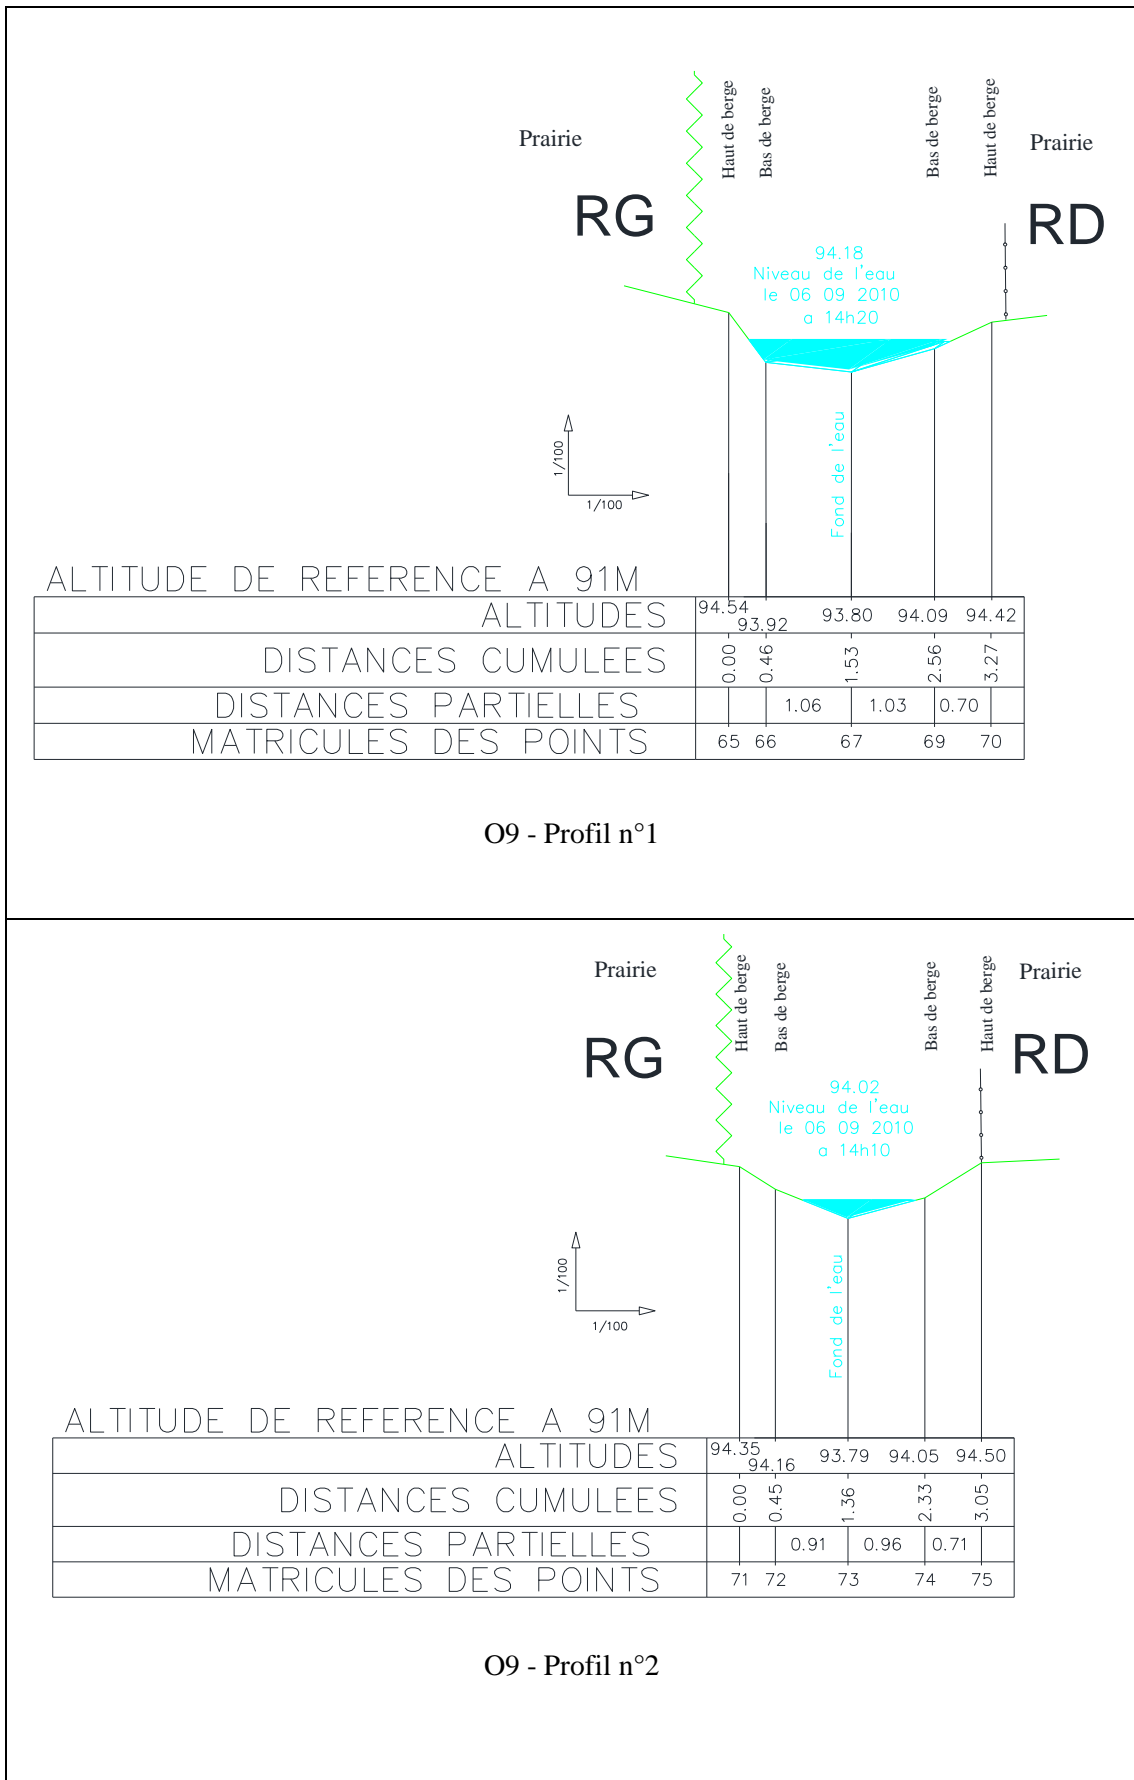 Prairie
Haut de berge
Bas de berge
Bas de berge
Haut de berge
Prairie
RG
RD
94.18
Niveau de l'eau
le 06 09 2010
a 14h20
Fond de l'eau
1/100
1/100
ALTITUDE DE REFERENCE A 91M
ALTITUDES 94.54 93.92 93.80 94.09 94.42
DISTANCES CUMULEES 0.00 0.46 1.53 2.56 3.27
DISTANCES PARTIELLES 1.06 1.03 0.70
MATRICULES DES POINTS 65 66 67 69 70
O9 - Profil n°1
Prairie
Haut de berge
Bas de berge
Bas de berge
Haut de berge
Prairie
RG
RD
94.02
Niveau de l'eau
le 06 09 2010
a 14h10
Fond de l'eau
1/100
1/100
ALTITUDE DE REFERENCE A 91M
ALTITUDES 94.35 94.16 93.79 94.05 94.50
DISTANCES CUMULEES 0.00 0.45 1.36 2.33 3.05
DISTANCES PARTIELLES 0.91 0.96 0.71
MATRICULES DES POINTS 71 72 73 74 75
O9 - Profil n°2